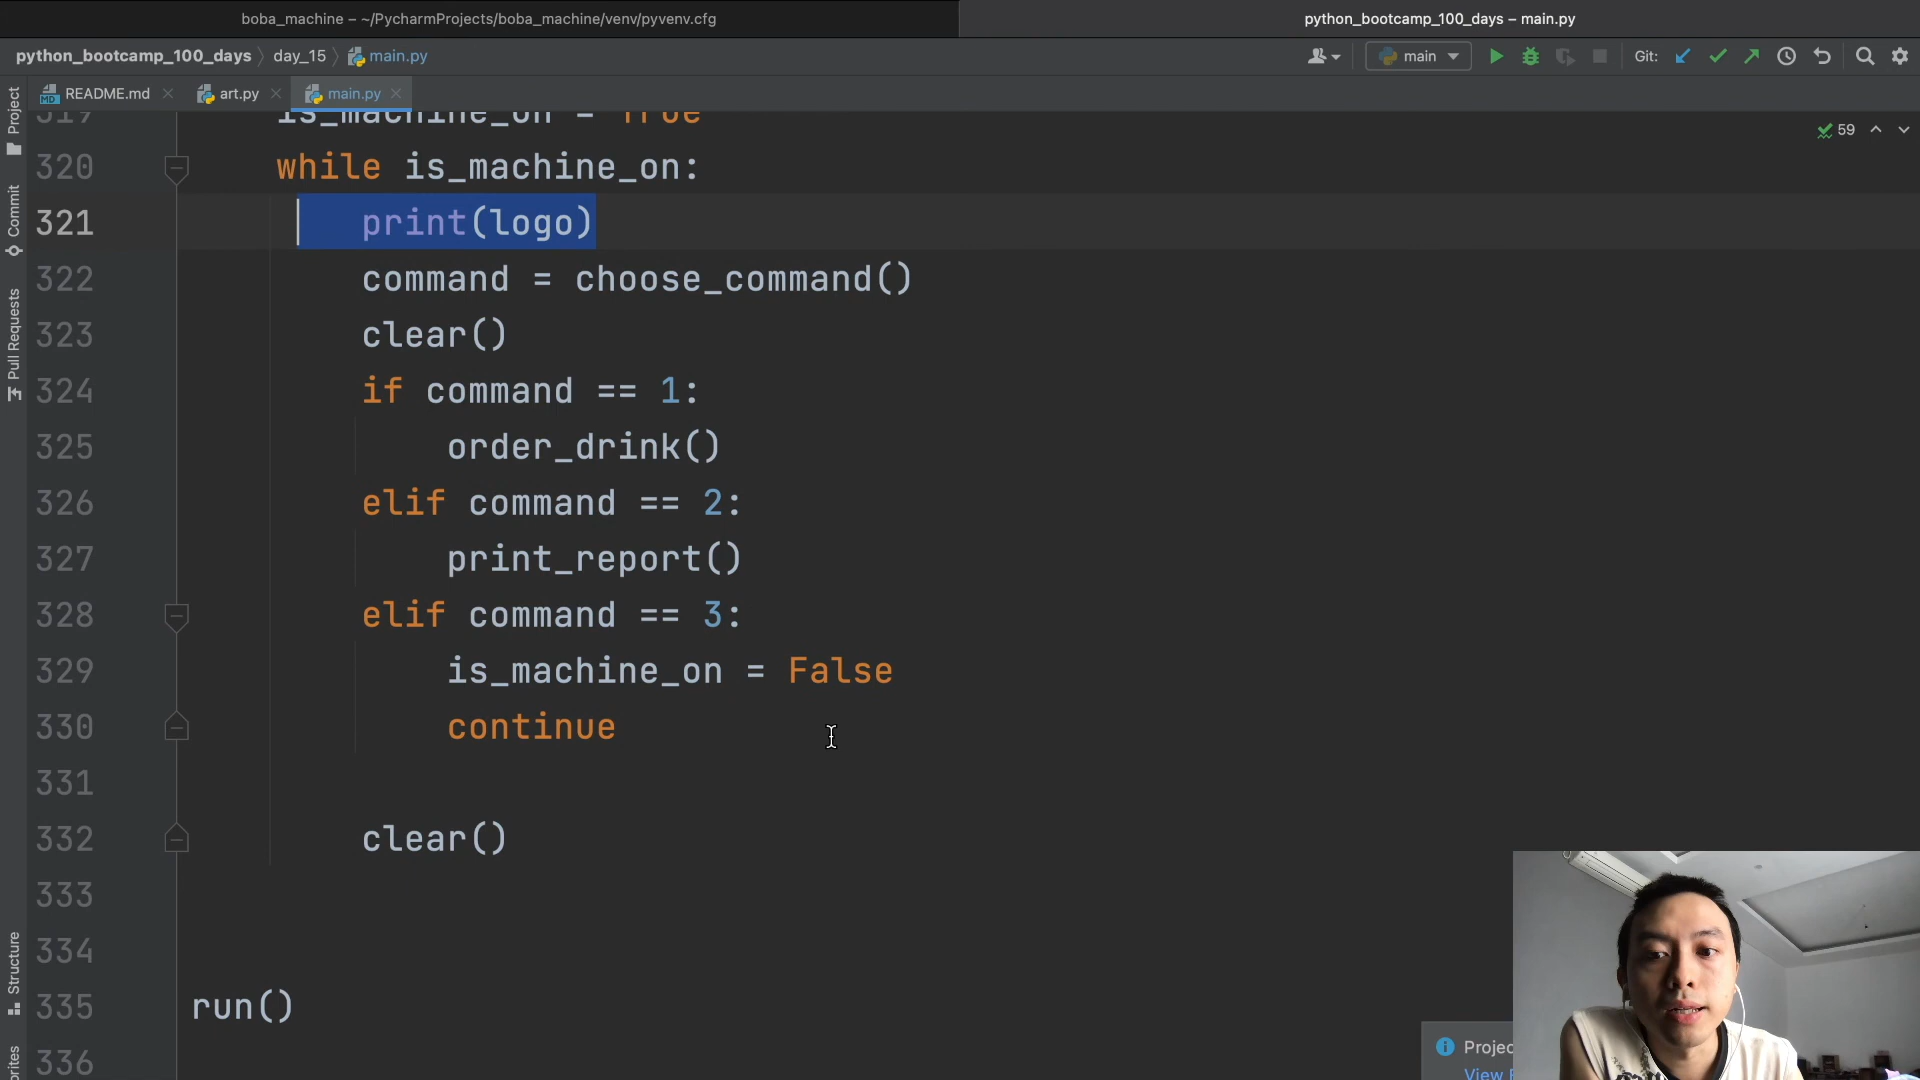 boba_machine – ~/PycharmProjects/boba_machine/venv/pyvenv.cfg
python_bootcamp_100_days – main.py
python_bootcamp_100_days
day_15
main.py
main
Git:
README.md
art.py
main.py
Project
Commit
Pull Requests
Structure
59
319 is_machine_on = True
320 while is_machine_on:
321 print(logo)
322 command = choose_command()
323 clear()
324 if command == 1:
325 order_drink()
326 elif command == 2:
327 print_report()
328 elif command == 3:
329 is_machine_on = False
330 continue
331
332 clear()
333
334
335 run()
336
View